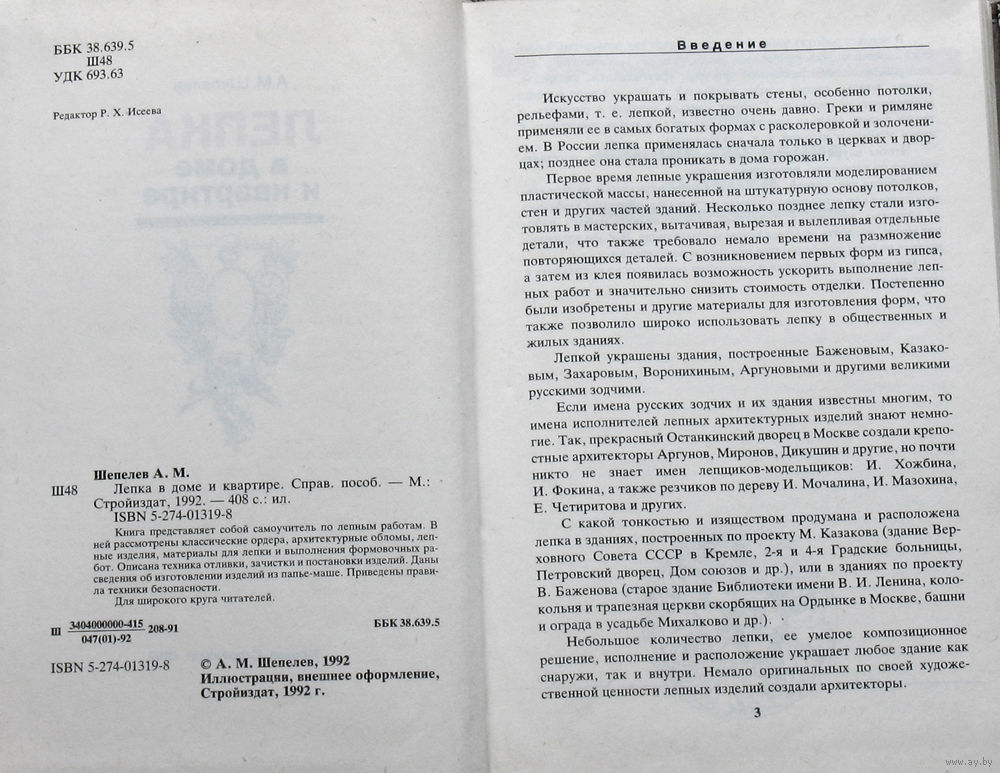 ББК 38.639.5
Ш48
УДК 693.63
Редактор Р. Х. Исеева
А.М. Шепелев
ЛЕПКА
в доме
и квартире
Шепелев А. М.
Ш48 Лепка в доме и квартире. Справ. пособ. — М.:
Стройиздат, 1992. — 408 с.: ил.
ISBN 5-274-01319-8
Книга представляет собой самоучитель по лепным работам. В
ней рассмотрены классические ордера, архитектурные обломы, леп-
ные изделия, материалы для лепки и выполнения формовочных ра-
бот. Описана техника отливки, зачистки и постановки изделий. Даны
сведения об изготовлении изделий из папье-маше. Приведены прави-
ла техники безопасности.
Для широкого круга читателей.
Ш 3404000000-415 208-91 ББК 38.639.5
047(01)-92
ISBN 5-274-01319-8
© А. М. Шепелев, 1992
Иллюстрации, внешнее оформление,
Стройиздат, 1992 г.
Введение
Искусство украшать и покрывать стены, особенно потолки,
рельефами, т. е. лепкой, известно очень давно. Греки и римляне
применяли ее в самых богатых формах с расколеровкой и золочени-
ем. В России лепка применялась сначала только в церквах и двор-
цах; позднее она стала проникать в дома горожан.
Первое время лепные украшения изготовляли моделированием
пластической массы, нанесенной на штукатурную основу потолков,
стен и других частей зданий. Несколько позднее лепку стали изго-
товлять в мастерских, вытачивая, вырезая и вылепливая отдельные
детали, что также требовало немало времени на размножение
повторяющихся деталей. С возникновением первых форм из гипса,
а затем из клея появилась возможность ускорить выполнение леп-
ных работ и значительно снизить стоимость отделки. Постепенно
были изобретены и другие материалы для изготовления форм, что
также позволило широко использовать лепку в общественных и
жилых зданиях.
Лепкой украшены здания, построенные Баженовым, Казако-
вым, Захаровым, Воронихиным, Аргуновыми и другими великими
русскими зодчими.
Если имена русских зодчих и их здания известны многим, то
имена исполнителей лепных архитектурных изделий знают немно-
гие. Так, прекрасный Останкинский дворец в Москве создали крепо-
стные архитекторы Аргунов, Миронов, Дикушин и другие, но почти
никто не знает имен лепщиков-модельщиков: И. Хожбина,
И. Фокина, а также резчиков по дереву И. Мочалина, И. Мазохина,
Е. Четиритова и других.
С какой тонкостью и изяществом продумана и расположена
лепка в зданиях, построенных по проекту М. Казакова (здание Вер-
ховного Совета СССР в Кремле, 2-я и 4-я Градские больницы,
Петровский дворец, Дом союзов и др.), или в зданиях по проекту
В. Баженова (старое здание Библиотеки имени В. И. Ленина, коло-
кольня и трапезная церкви скорбящих на Ордынке в Москве, башни
и ограда в усадьбе Михалково и др.).
Небольшое количество лепки, ее умелое композиционное
решение, исполнение и расположение украшает любое здание как
снаружи, так и внутри. Немало оригинальных по своей художе-
ственной ценности лепных изделий создали архитекторы.
3
www.ay.by